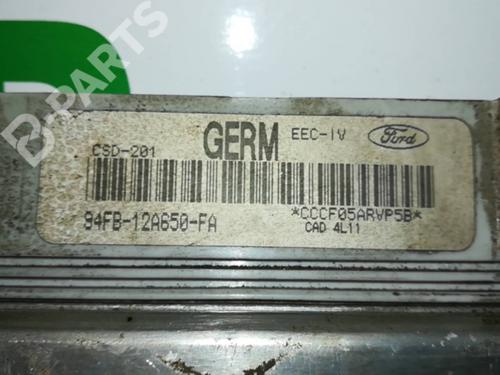 B-PARTS
CSD-201 GERM EEC-IV Ford
94FB-12A650-FA *CCCF05ARVP5B*
CAD 4L11